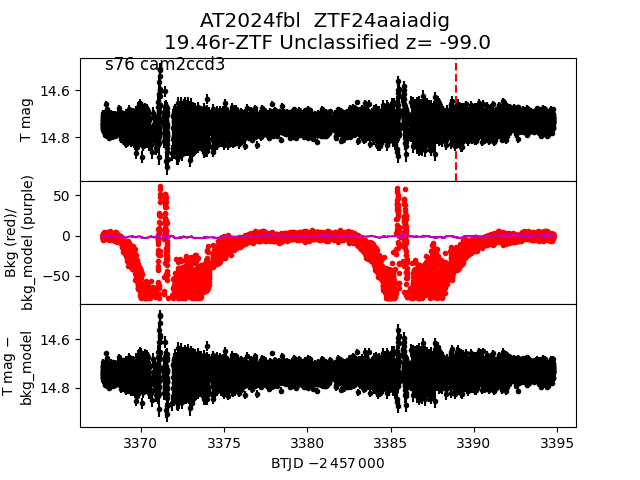 AT2024fbl  ZTF24aaiadig
19.46r-ZTF Unclassified z= -99.0
s76 cam2ccd3
14.6
14.8
T mag
50
0
−50
Bkg (red)/
bkg_model (purple)
14.6
14.8
T mag −
bkg_model
3370
3375
3380
3385
3390
3395
BTJD −2 457 000